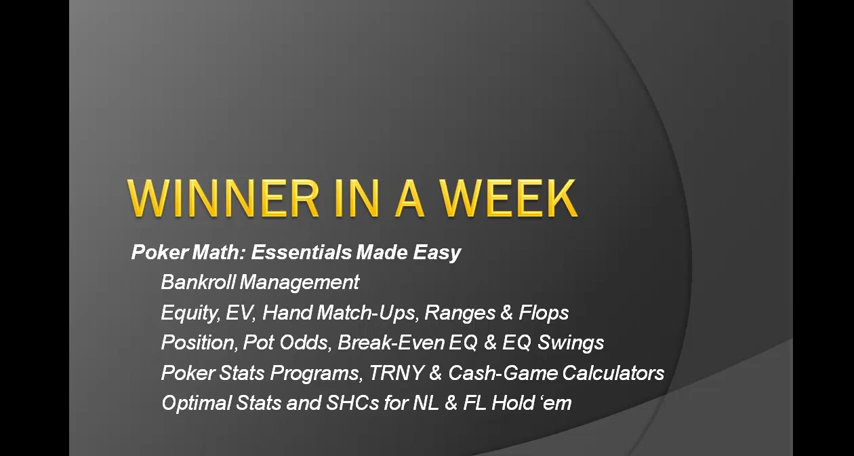 WINNER IN A WEEK
Poker Math: Essentials Made Easy
Bankroll Management
Equity, EV, Hand Match-Ups, Ranges & Flops
Position, Pot Odds, Break-Even EQ & EQ Swings
Poker Stats Programs, TRNY & Cash-Game Calculators
Optimal Stats and SHCs for NL & FL Hold ‘em